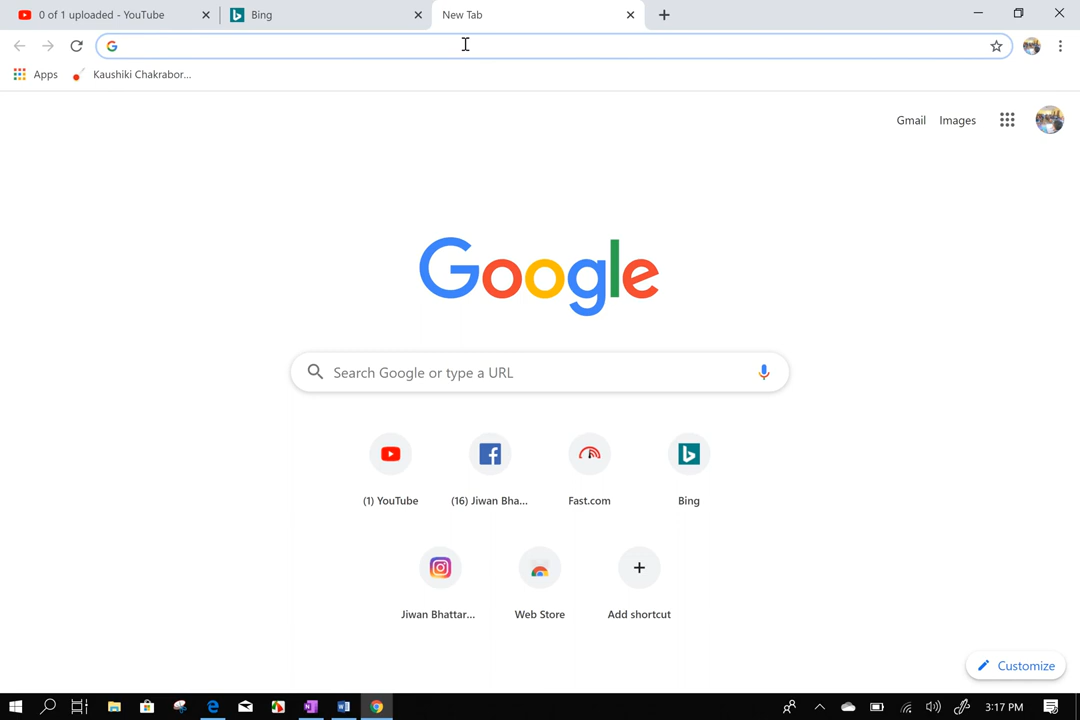 0 of 1 uploaded - YouTube
Bing
New Tab
Apps
Kaushiki Chakrabor...
Gmail
Images
Google
Search Google or type a URL
(1) YouTube
(16) Jiwan Bha...
Fast.com
Bing
Jiwan Bhattar...
Web Store
Add shortcut
Customize
3:17 PM